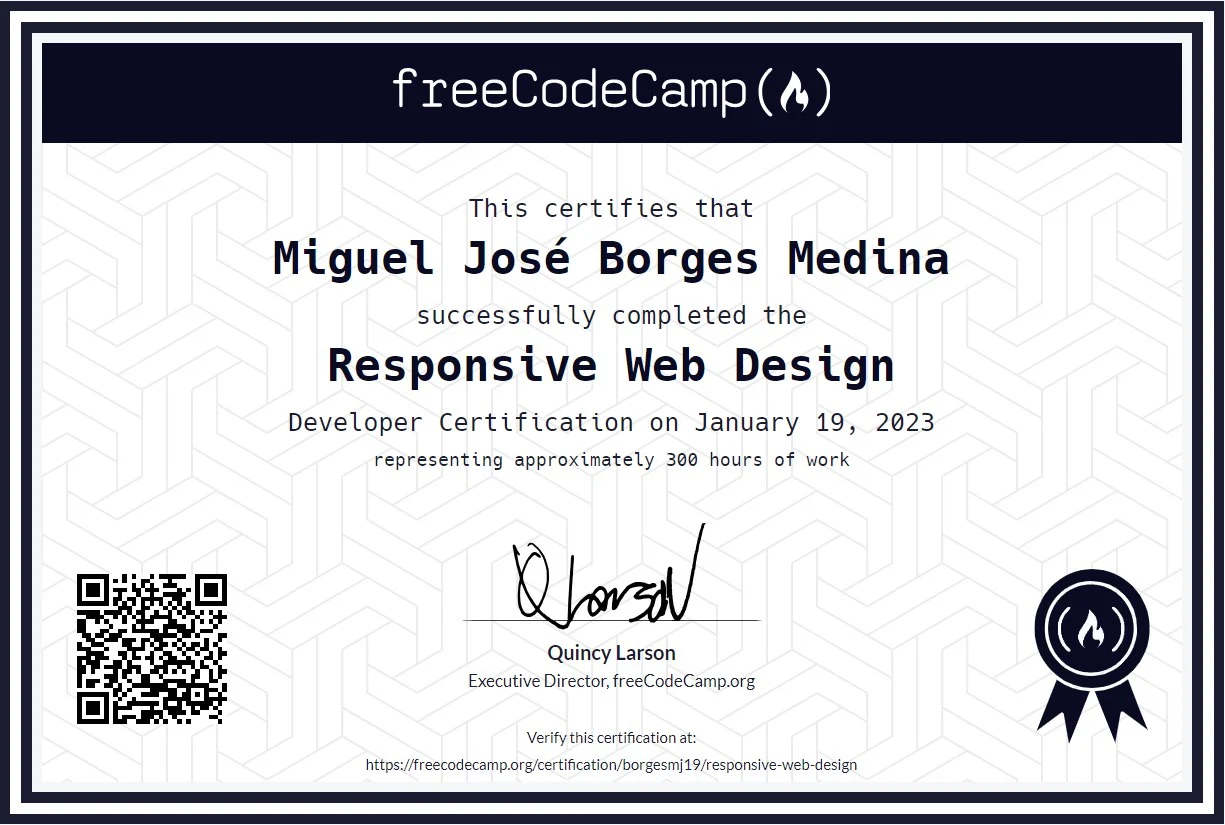 freeCodeCamp
This certifies that
Miguel José Borges Medina
successfully completed the
Responsive Web Design
Developer Certification on January 19, 2023
representing approximately 300 hours of work
Q Larson
Quincy Larson
Executive Director, freeCodeCamp.org
Verify this certification at:
https://freecodecamp.org/certification/borgesmj19/responsive-web-design